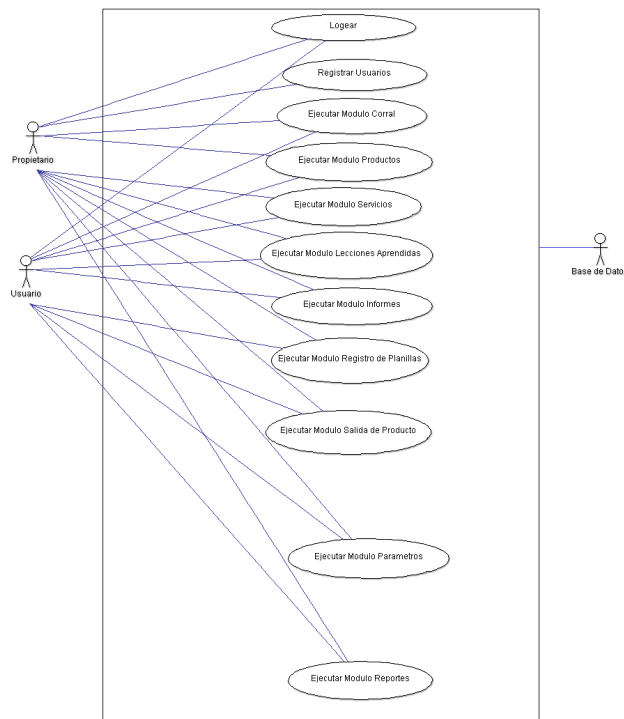 Logear
Registrar Usuarios
Ejecutar Modulo Corral
Propietario
Ejecutar Modulo Productos
Ejecutar Modulo Servicios
Ejecutar Modulo Lecciones Aprendidas
Base de Dato
Usuario
Ejecutar Modulo Informes
Ejecutar Modulo Registro de Planillas
Ejecutar Modulo Salida de Producto
Ejecutar Modulo Parametros
Ejecutar Modulo Reportes